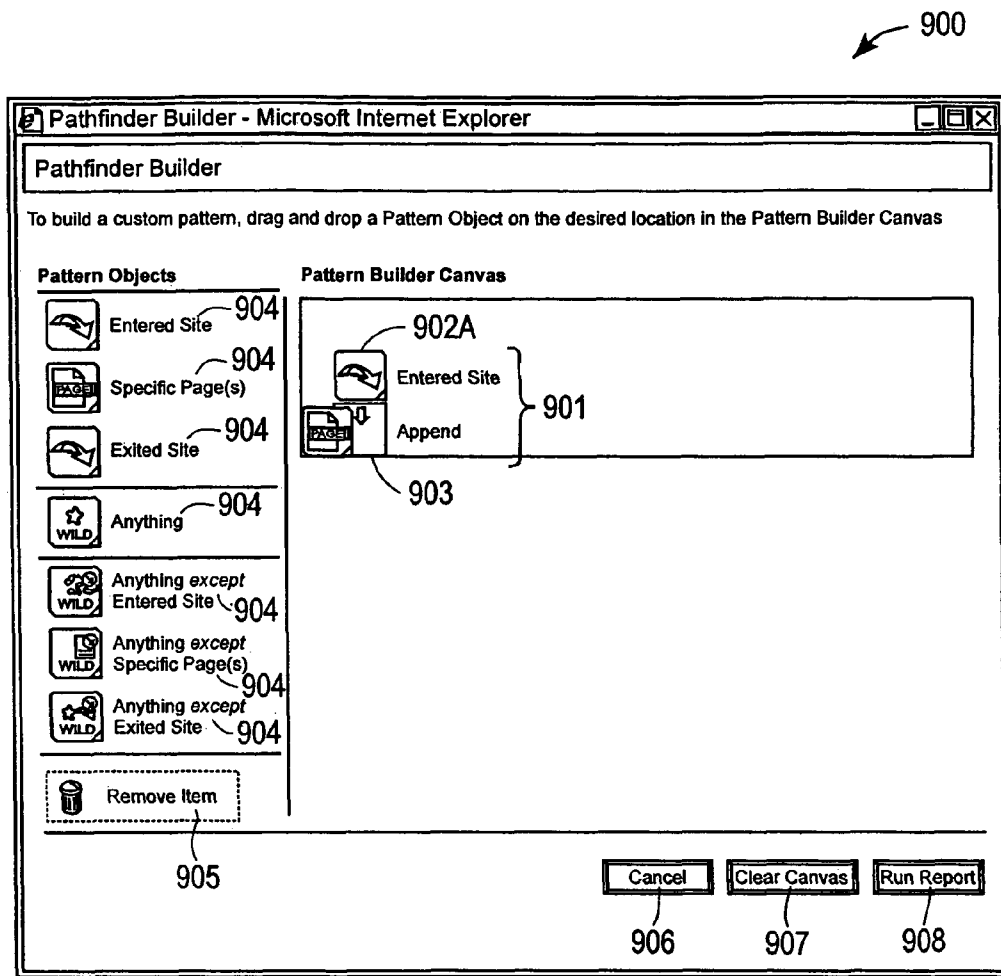 900
Pathfinder Builder - Microsoft Internet Explorer
Pathfinder Builder
To build a custom pattern, drag and drop a Pattern Object on the desired location in the Pattern Builder Canvas
Pattern Objects
Entered Site 904
PAGE Specific Page(s) 904
Exited Site 904
WILD Anything 904
WILD Anything except
Entered Site 904
WILD Anything except
Specific Page(s)
904
WILD Anything except
Exited Site 904
Remove Item
905
Pattern Builder Canvas
902A
Entered Site
901
PAGE Append
903
Cancel Clear Canvas Run Report
906 907 908